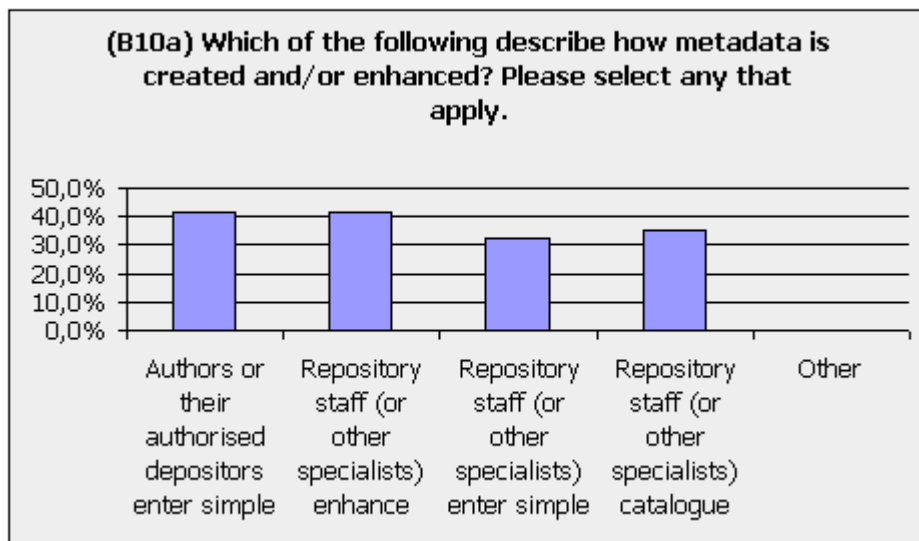 (B10a) Which of the following describe how metadata is
created and/or enhanced? Please select any that
apply.
50,0%
40,0%
30,0%
20,0%
10,0%
0,0%
Authors or
their
authorised
depositors
enter simple
Repository
staff (or
other
specialists)
enhance
Repository
staff (or
other
specialists)
enter simple
Repository
staff (or
other
specialists)
catalogue
Other